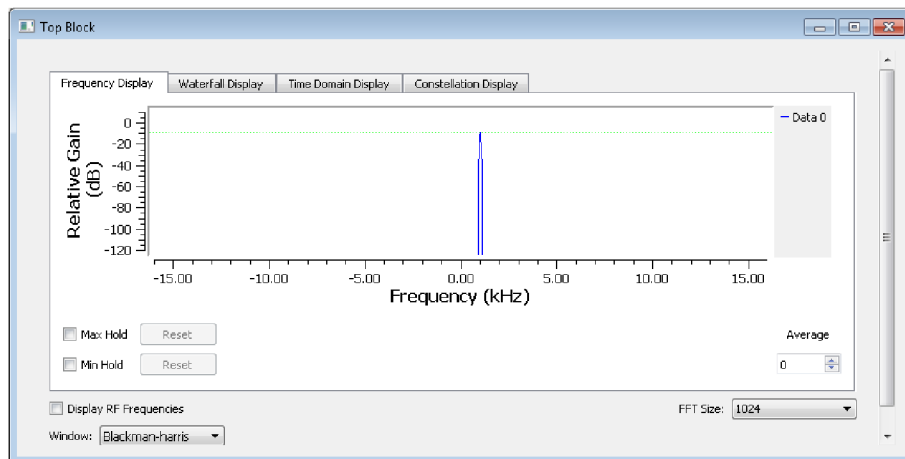 Top Block
Frequency Display Waterfall Display Time Domain Display Constellation Display
Relative Gain
(dB)
0
-20
-40
-60
-80
-100
-120
Data 0
-15.00 -10.00 -5.00 0.00 5.00 10.00 15.00
Frequency (kHz)
Max Hold Reset Average
Min Hold Reset 0
Display RF Frequencies FFT Size: 1024
Window: Blackman-harris